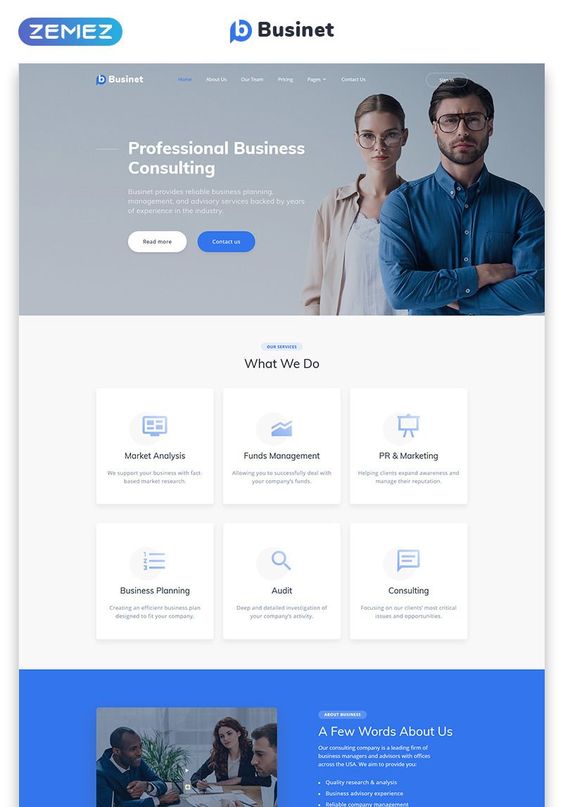 ZEMEZ
Businet
Businet
Home
About Us
Our Team
Pricing
Pages
Contact Us
Sign In
Professional Business
Consulting
Businet provides reliable business planning,
management, and advisory services backed by years
of experience in the industry.
Read more
Contact us
OUR SERVICES
What We Do
Market Analysis
We support your business with fact-
based market research.
Funds Management
Allowing you to successfully deal with
your company's funds.
PR & Marketing
Helping clients expand awareness and
manage their reputation.
1
2
3
Business Planning
Creating an efficient business plan
designed to fit your company.
Audit
Deep and detailed investigation of
your company's activity.
Consulting
Focusing on our clients' most critical
issues and opportunities.
ABOUT BUSINET
A Few Words About Us
Our consulting company is a leading firm of
business managers and advisors with offices
across the USA. We aim to provide you:
Quality research & analysis
Business advisory experience
Reliable company management